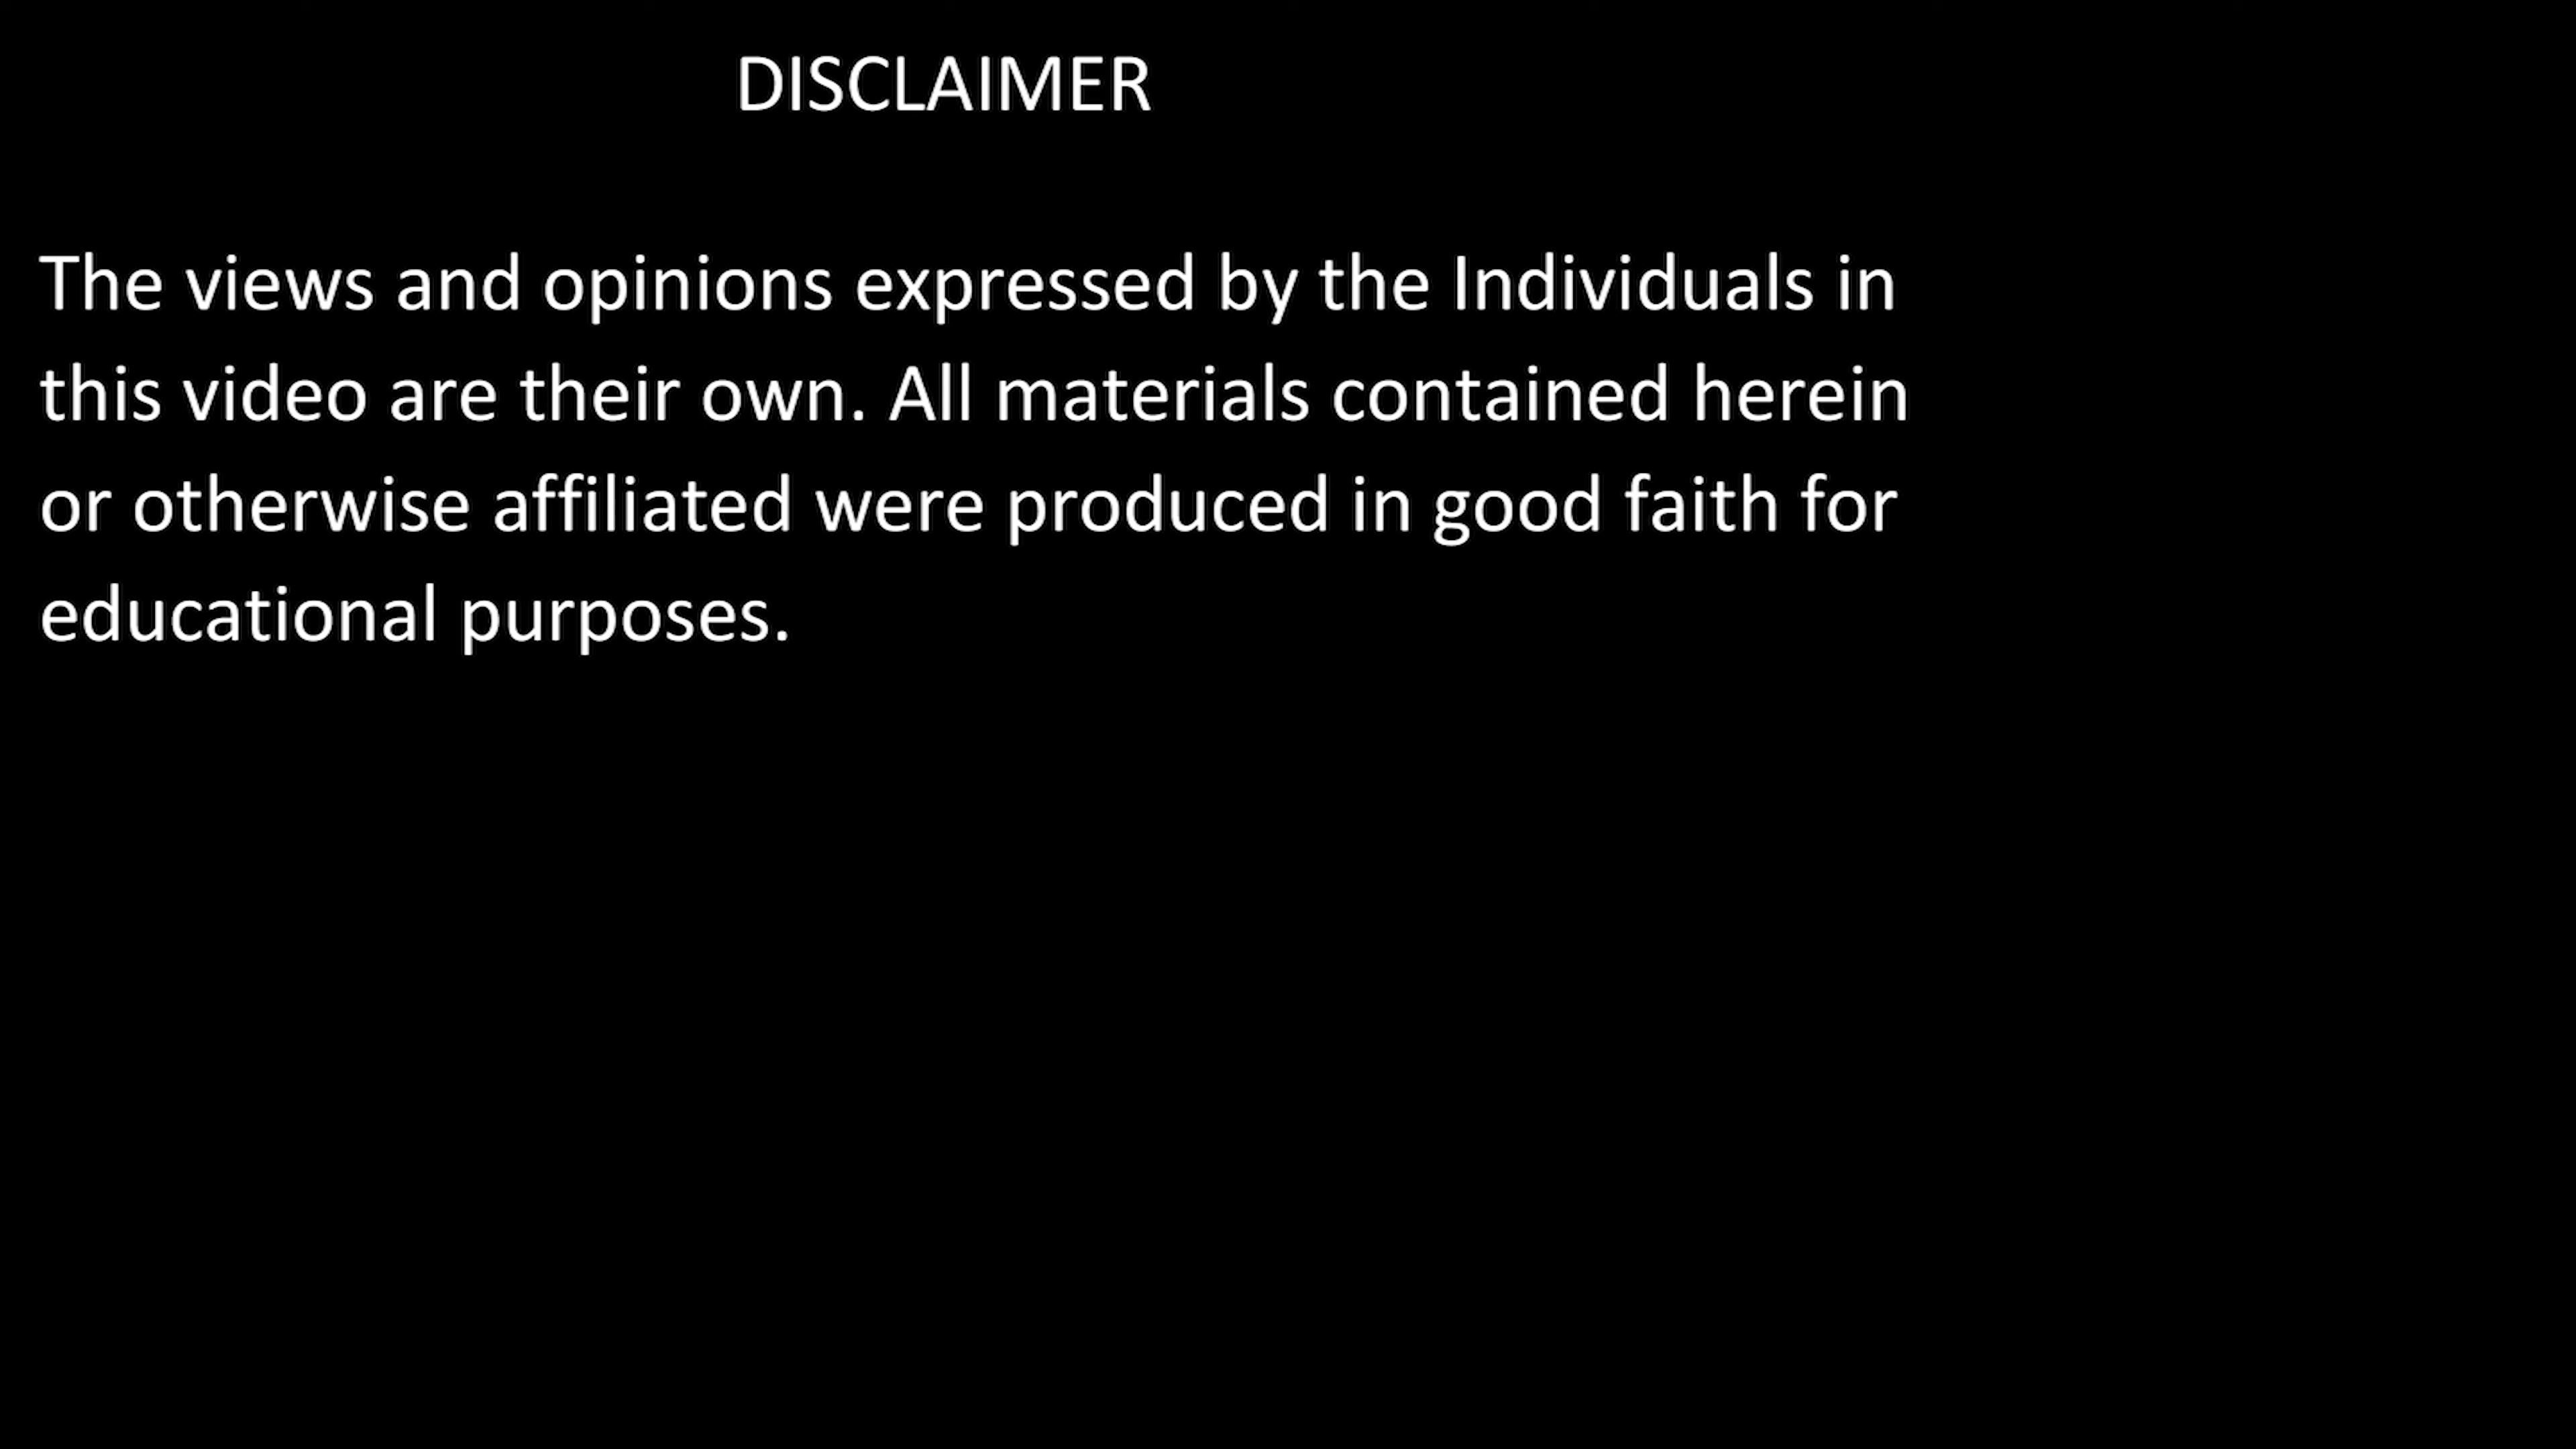 DISCLAIMER
The views and opinions expressed by the Individuals in
this video are their own. All materials contained herein
or otherwise affiliated were produced in good faith for
educational purposes.